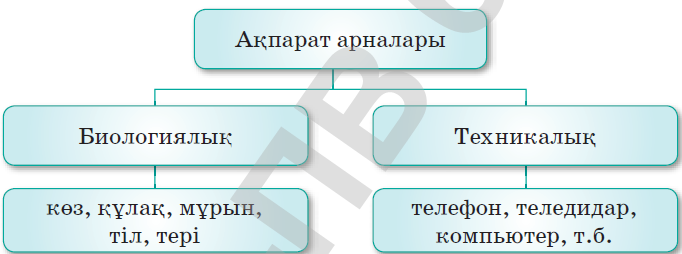 Ақпарат арналары
Биологиялық
Техникалық
көз, құлақ, мұрын,
тіл, тері
телефон, теледидар,
компьютер, т.б.